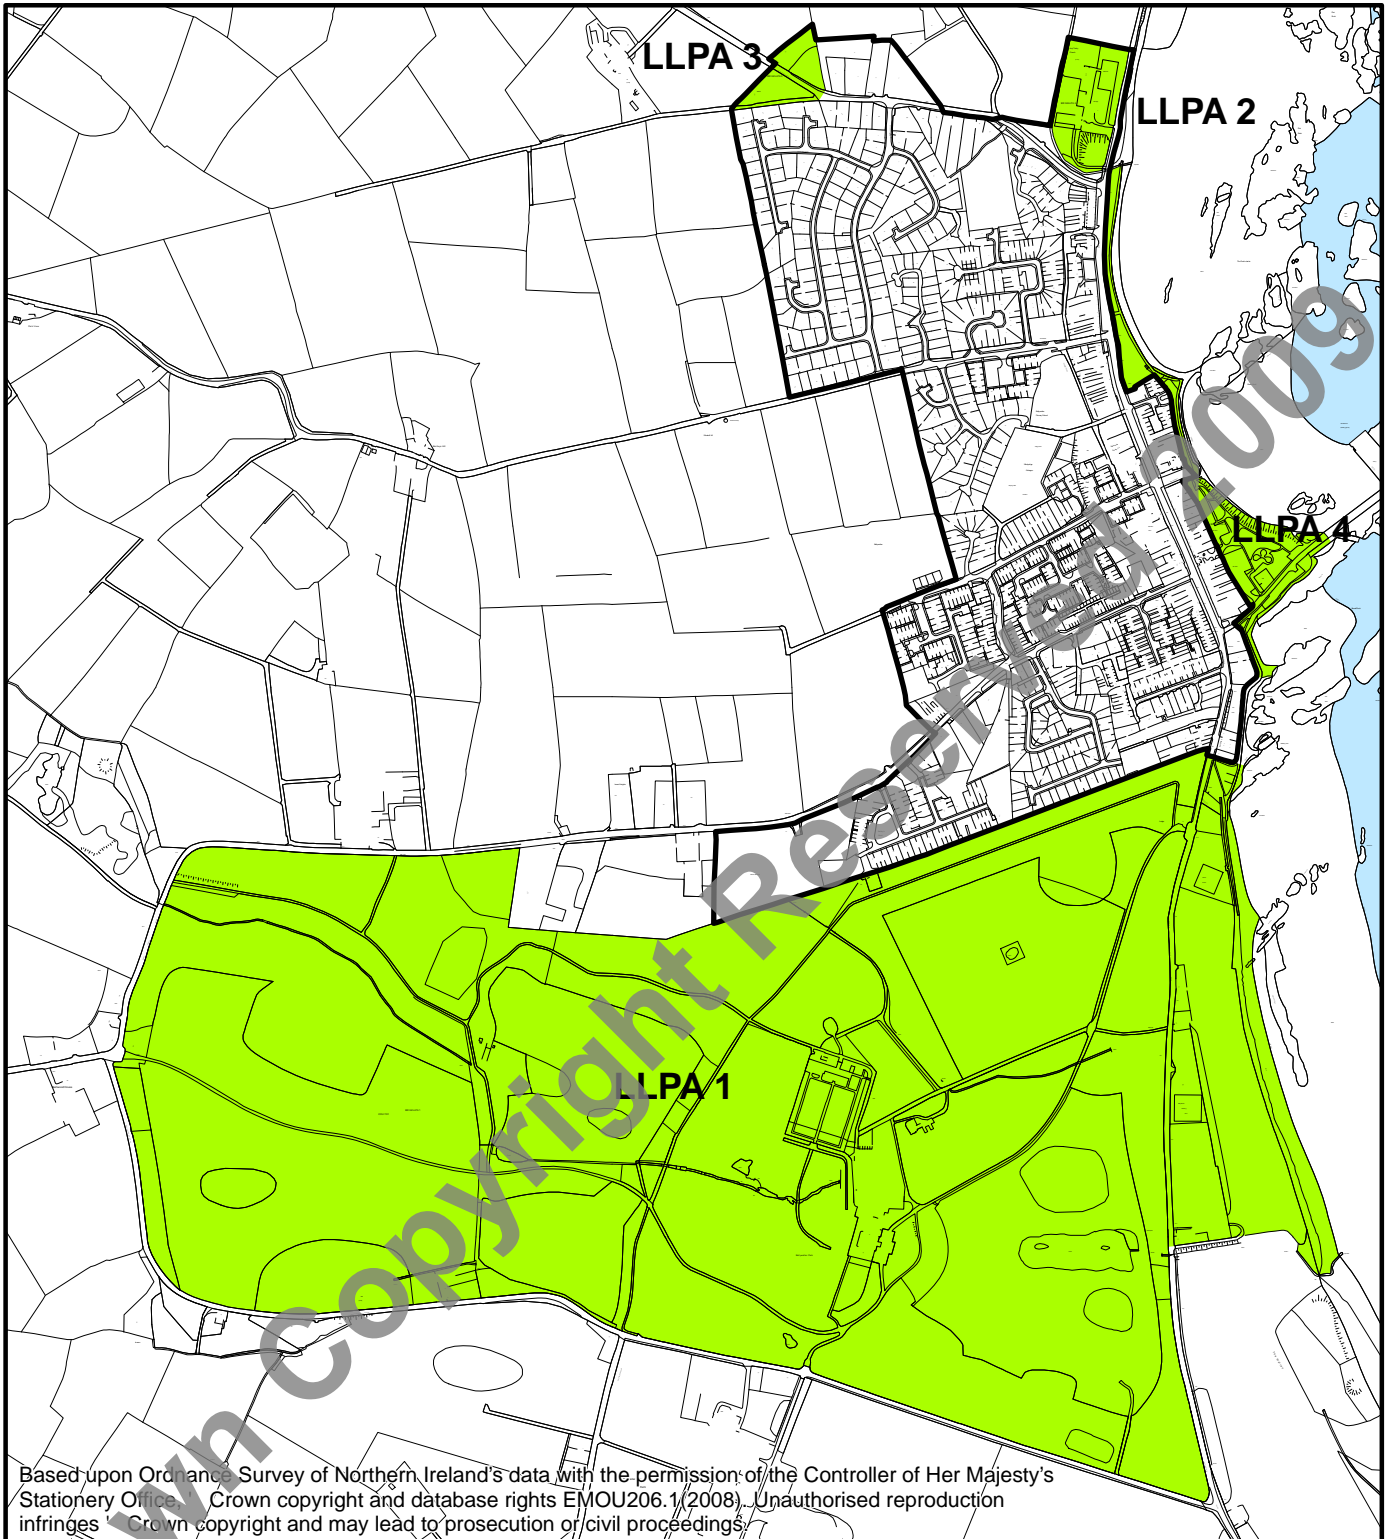 LLPA 3
LLPA 2
LLPA 4
LLPA 1
wn Copyright Reserved 2009
Based upon Ordnance Survey of Northern Ireland's data with the permission of the Controller of Her Majesty's
Stationery Office, ' Crown copyright and database rights EMOU206.1(2008). Unauthorised reproduction
infringes ' Crown copyright and may lead to prosecution or civil proceedings.